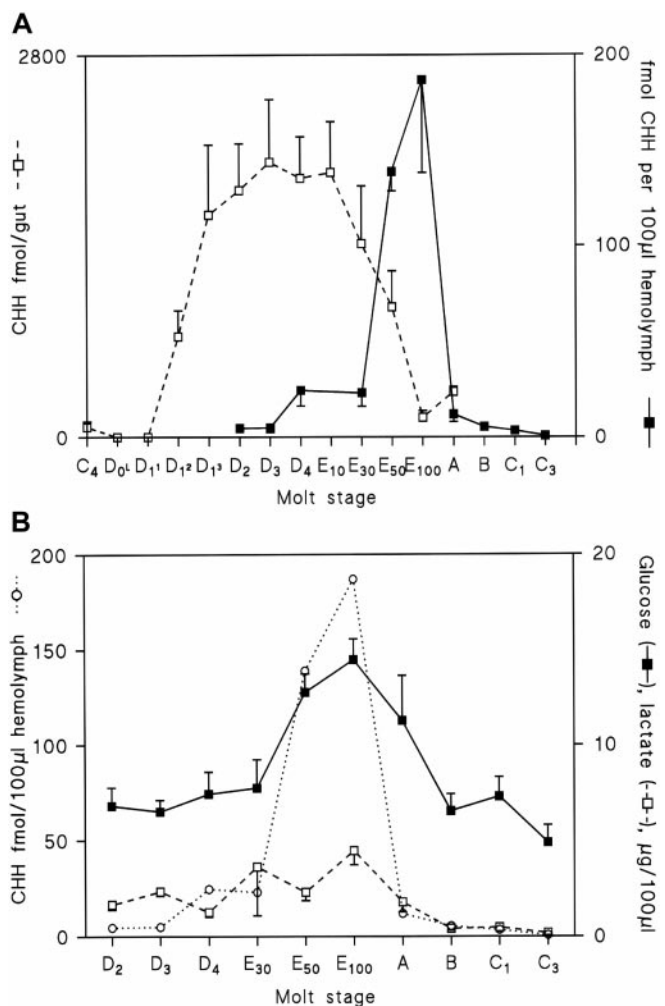 A
2800
0
CHH fmol/gut
200
100
0
fmol CHH per 100μl hemolymph
C4 D0L D1¹ D1² D1³ D2 D3 D4 E10 E30 E50 E100 A B C1 C3
Molt stage
B
200
150
100
50
0
CHH fmol/100μl hemolymph
20
10
0
Glucose (—■—), lactate (--□--), μg/100μl
D2 D3 D4 E30 E50 E100 A B C1 C3
Molt stage